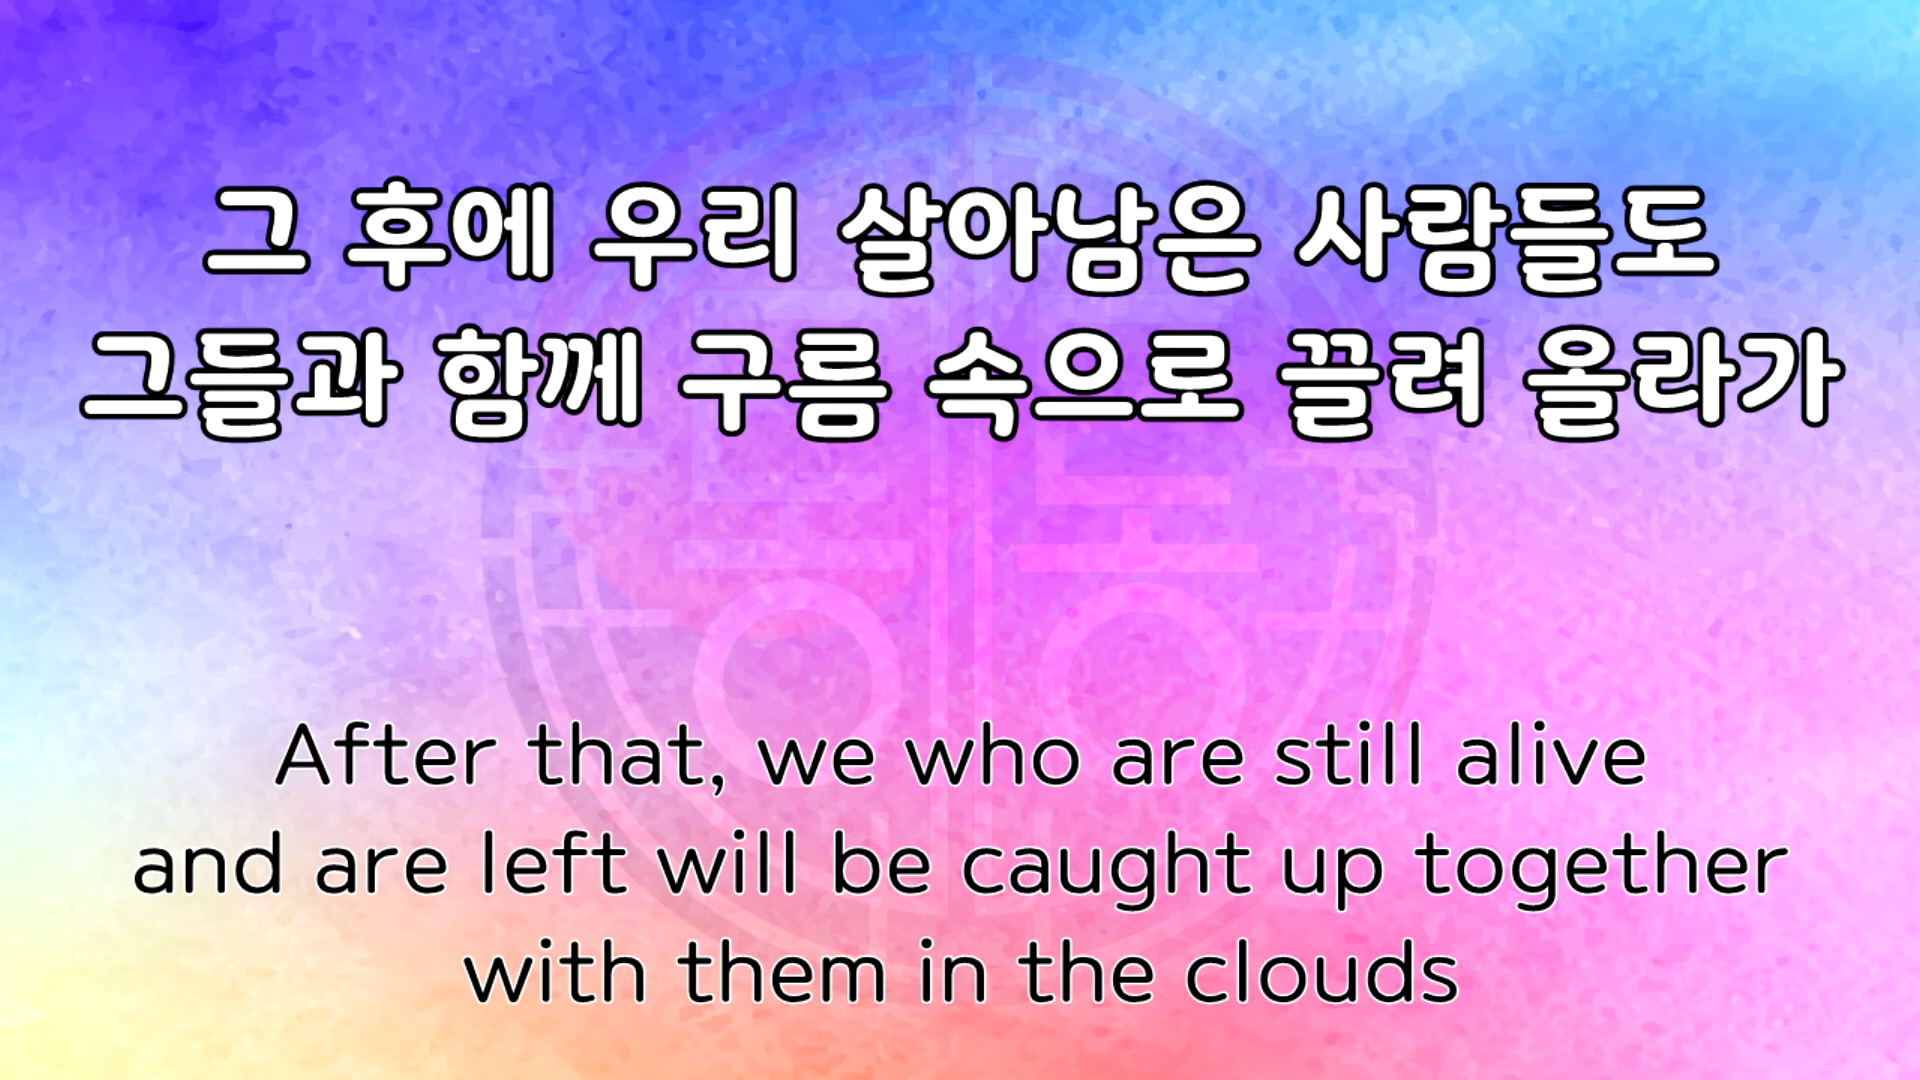 그 후에 우리 살아남은 사람들도
그들과 함께 구름 속으로 끌려 올라가
After that, we who are still alive
and are left will be caught up together
with them in the clouds